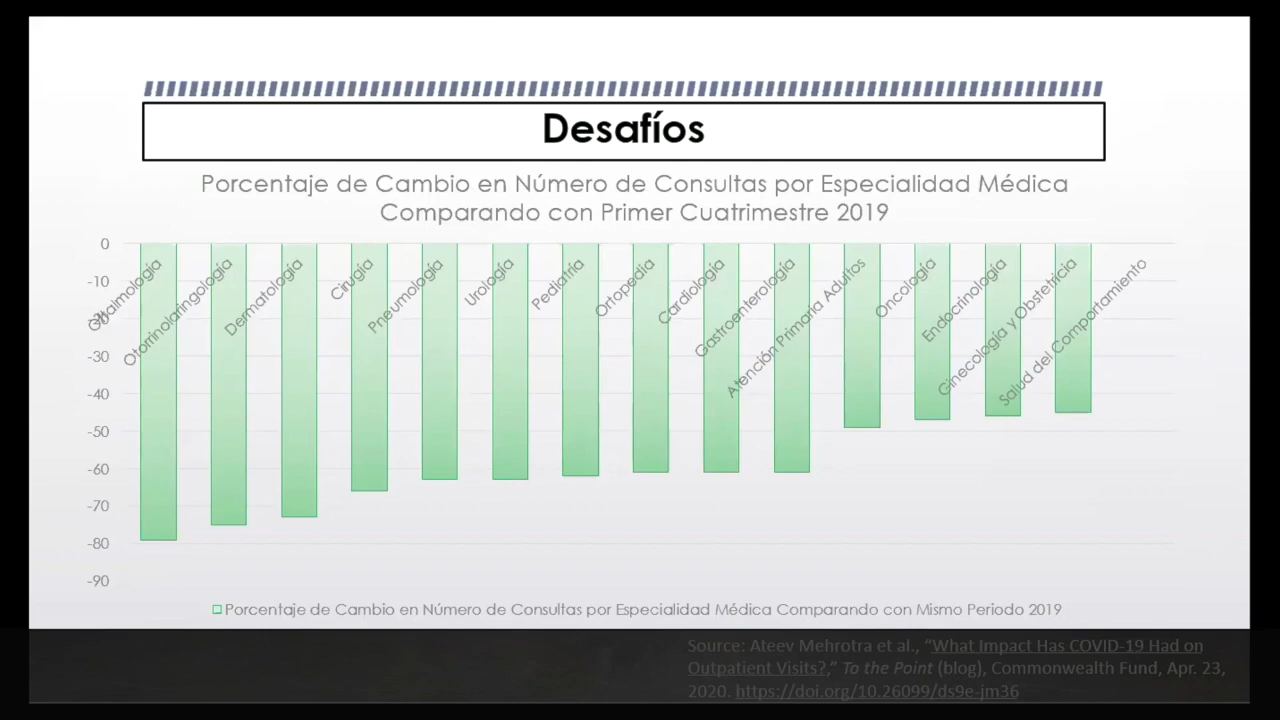 Desafíos
Porcentaje de Cambio en Número de Consultas por Especialidad Médica
Comparando con Primer Cuatrimestre 2019
0
-10
-20
-30
-40
-50
-60
-70
-80
-90
Oftalmología
Otorrinolaringología
Dermatología
Cirugía
Pneumología
Urología
Pediatría
Ortopedia
Cardiología
Gastroenterología
Atención Primaria Adultos
Oncología
Endocrinología
Ginecología y Obstetricia
Salud del Comportamiento
Porcentaje de Cambio en Número de Consultas por Especialidad Médica Comparando con Mismo Periodo 2019
Source: Ateev Mehrotra et al., “What Impact Has COVID-19 Had on
Outpatient Visits?,” To the Point (blog), Commonwealth Fund, Apr. 23,
2020. https://doi.org/10.26099/ds9e-jm36